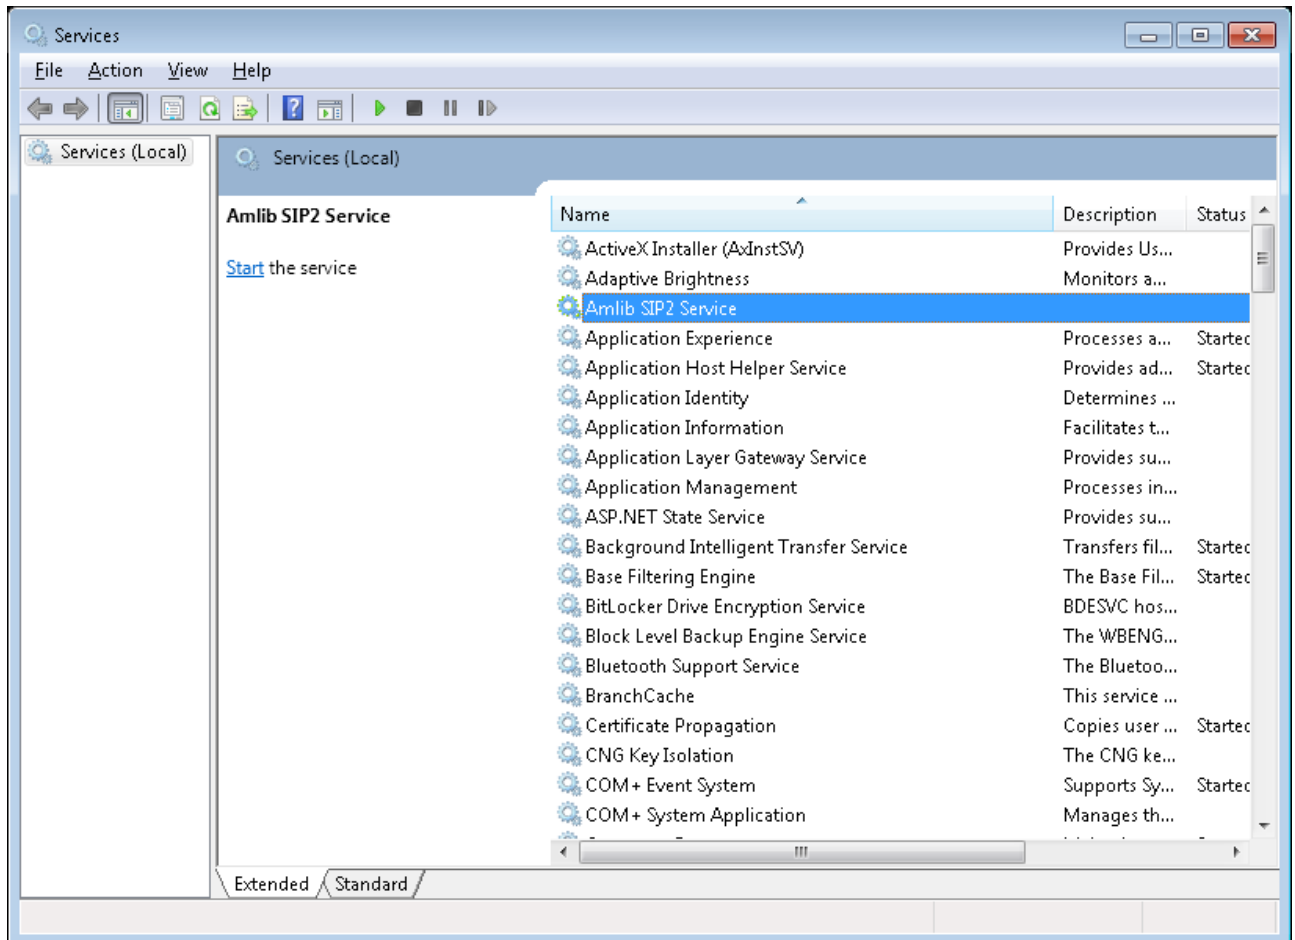 Services
File Action View Help
Services (Local)
Services (Local)
Amlib SIP2 Service
Start the service
Name Description Status
ActiveX Installer (AxInstSV) Provides Us...
Adaptive Brightness Monitors a...
Amlib SIP2 Service
Application Experience Processes a... Started
Application Host Helper Service Provides ad... Started
Application Identity Determines ...
Application Information Facilitates t...
Application Layer Gateway Service Provides su...
Application Management Processes in...
ASP.NET State Service Provides su...
Background Intelligent Transfer Service Transfers fil... Started
Base Filtering Engine The Base Fil... Started
BitLocker Drive Encryption Service BDESVC hos...
Block Level Backup Engine Service The WBENG...
Bluetooth Support Service The Bluetoo...
BranchCache This service ...
Certificate Propagation Copies user ... Started
CNG Key Isolation The CNG ke...
COM+ Event System Supports Sy... Started
COM+ System Application Manages th...
Extended Standard